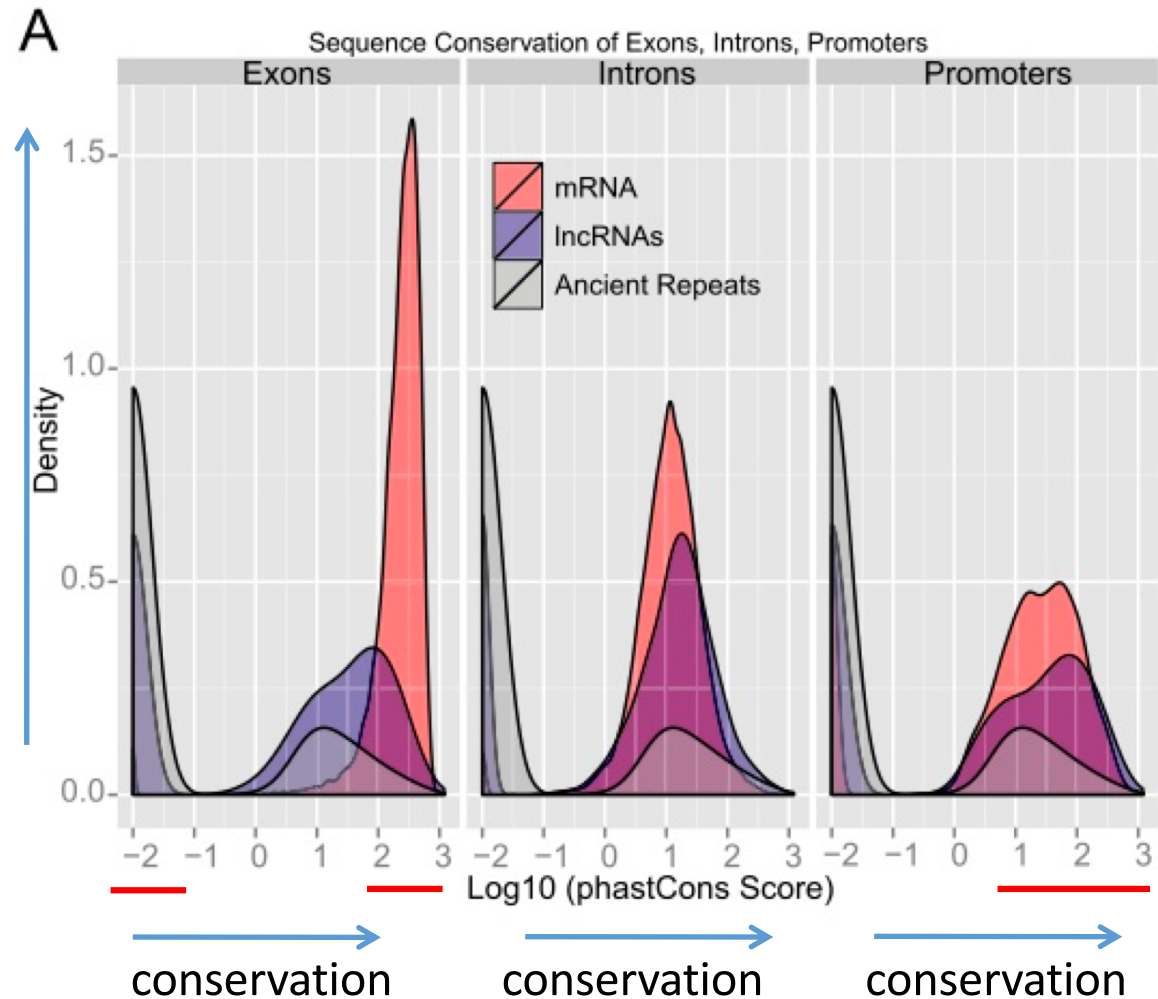 A
Sequence Conservation of Exons, Introns, Promoters
Exons Introns Promoters
1.5
1.0
0.5
0.0
Density
mRNA
lncRNAs
Ancient Repeats
−2 −1 0 1 2 3 −2 −1 0 1 2 3 −2 −1 0 1 2 3
Log10 (phastCons Score)
conservation conservation conservation